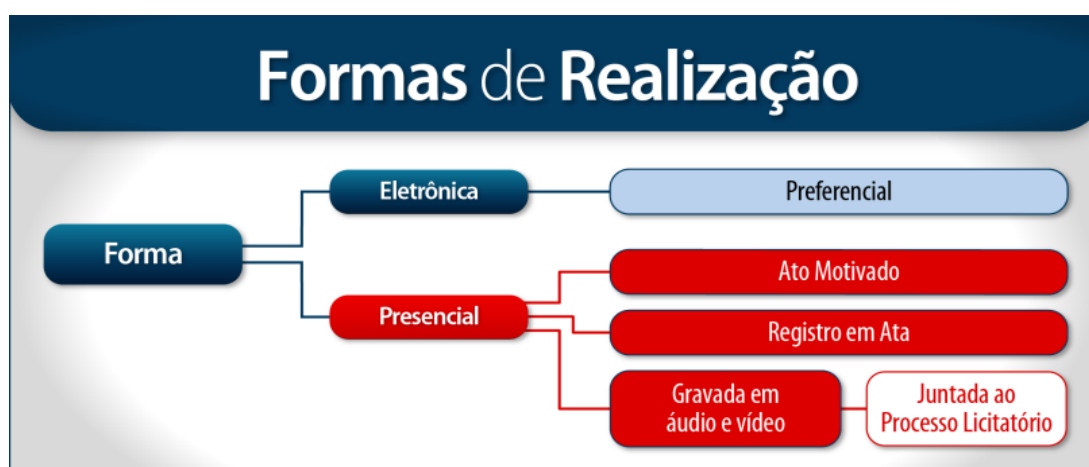 Formas de Realização
Eletrônica
Preferencial
Forma
Ato Motivado
Presencial
Registro em Ata
Gravada em
áudio e vídeo
Juntada ao
Processo Licitatório